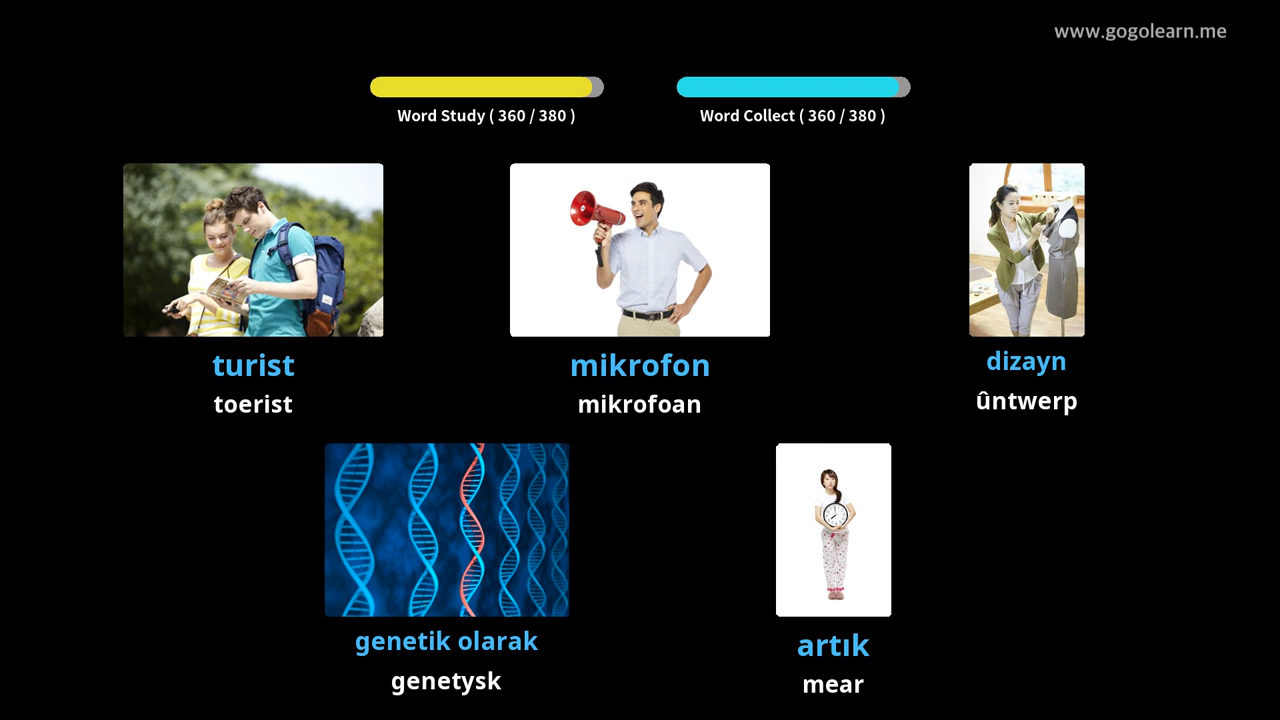 www.gogolearn.me
Word Study ( 360 / 380 )
Word Collect ( 360 / 380 )
turist
toerist
mikrofon
mikrofoan
dizayn
ûntwerp
genetik olarak
genetysk
artık
mear